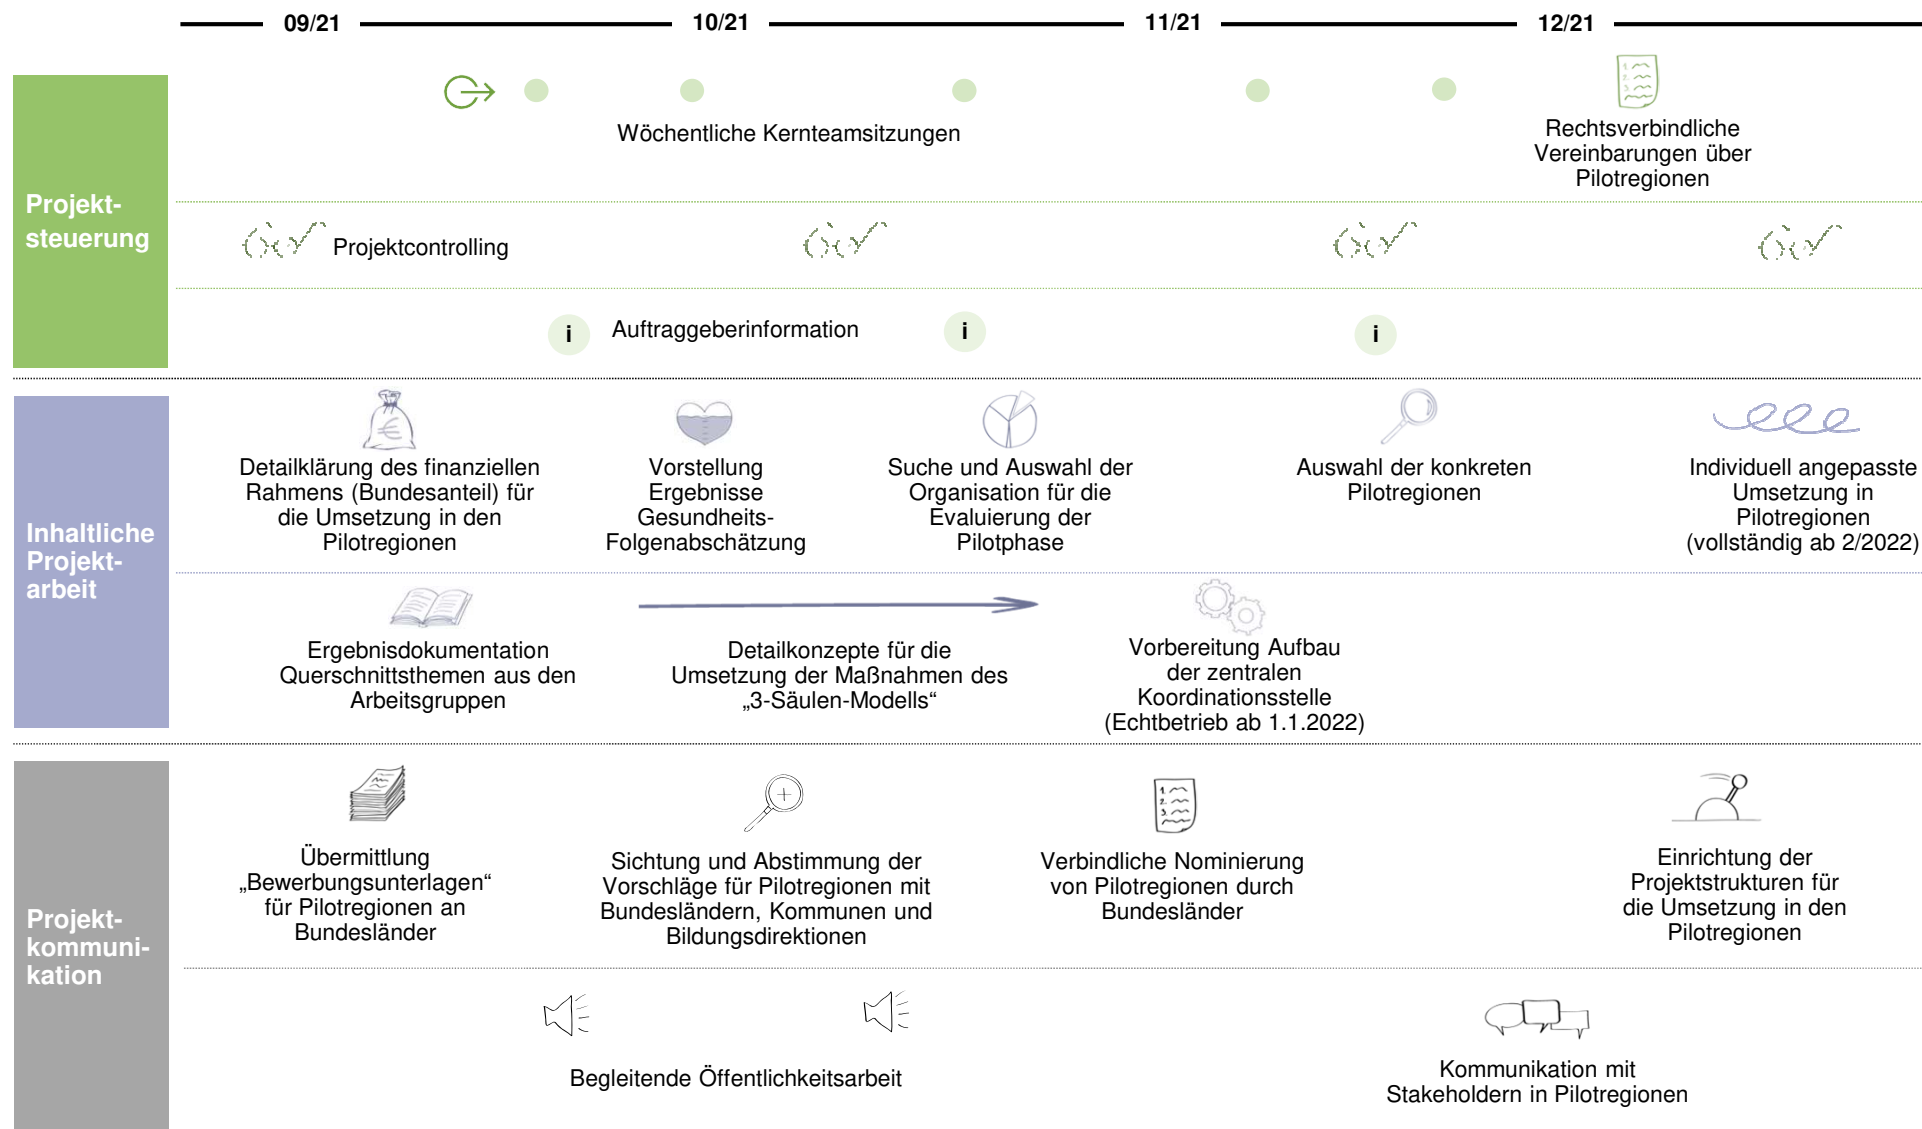 09/21
10/21
11/21
12/21
Projekt-
steuerung
Wöchentliche Kernteamsitzungen
Rechtsverbindliche
Vereinbarungen über
Pilotregionen
Projektcontrolling
i
Auftraggeberinformation
i
i
Inhaltliche
Projekt-
arbeit
Detailklärung des finanziellen
Rahmens (Bundesanteil) für
die Umsetzung in den
Pilotregionen
Vorstellung
Ergebnisse
Gesundheits-
Folgenabschätzung
Suche und Auswahl der
Organisation für die
Evaluierung der
Pilotphase
Auswahl der konkreten
Pilotregionen
Individuell angepasste
Umsetzung in
Pilotregionen
(vollständig ab 2/2022)
Ergebnisdokumentation
Querschnittsthemen aus den
Arbeitsgruppen
Detailkonzepte für die
Umsetzung der Maßnahmen des
„3-Säulen-Modells“
Vorbereitung Aufbau
der zentralen
Koordinationsstelle
(Echtbetrieb ab 1.1.2022)
Projekt-
kommuni-
kation
Übermittlung
„Bewerbungsunterlagen“
für Pilotregionen an
Bundesländer
Sichtung und Abstimmung der
Vorschläge für Pilotregionen mit
Bundesländern, Kommunen und
Bildungsdirektionen
Verbindliche Nominierung
von Pilotregionen durch
Bundesländer
Einrichtung der
Projektstrukturen für
die Umsetzung in den
Pilotregionen
Begleitende Öffentlichkeitsarbeit
Kommunikation mit
Stakeholdern in Pilotregionen